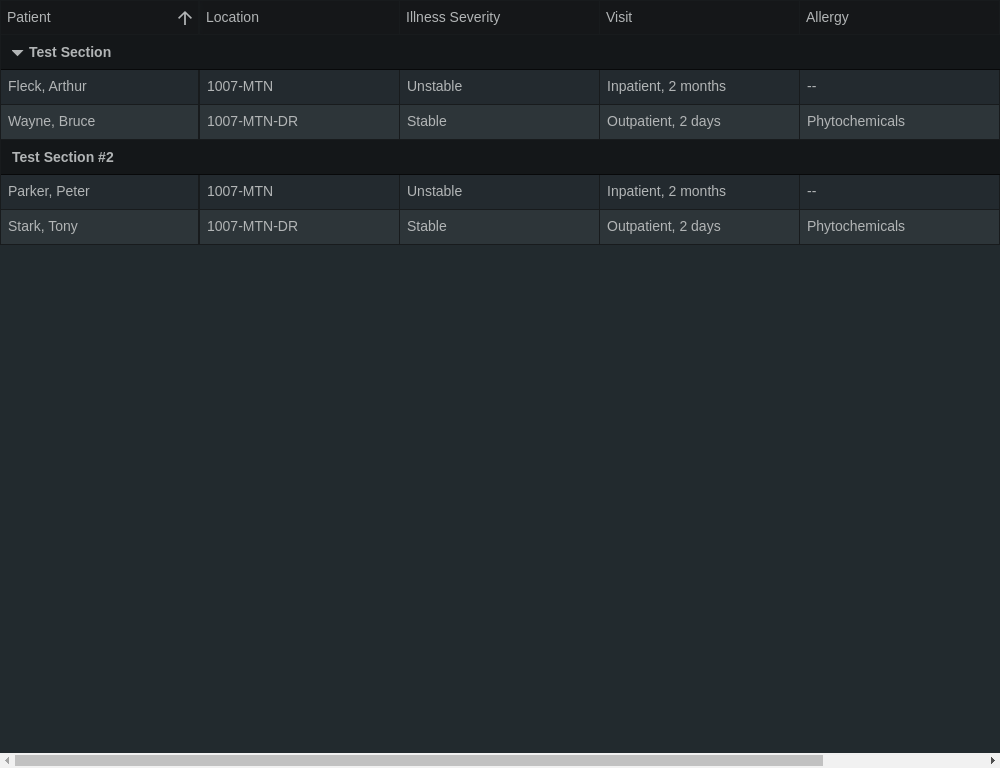 Patient Location Illness Severity Visit Allergy
Test Section
Fleck, Arthur 1007-MTN Unstable Inpatient, 2 months --
Wayne, Bruce 1007-MTN-DR Stable Outpatient, 2 days Phytochemicals
Test Section #2
Parker, Peter 1007-MTN Unstable Inpatient, 2 months --
Stark, Tony 1007-MTN-DR Stable Outpatient, 2 days Phytochemicals